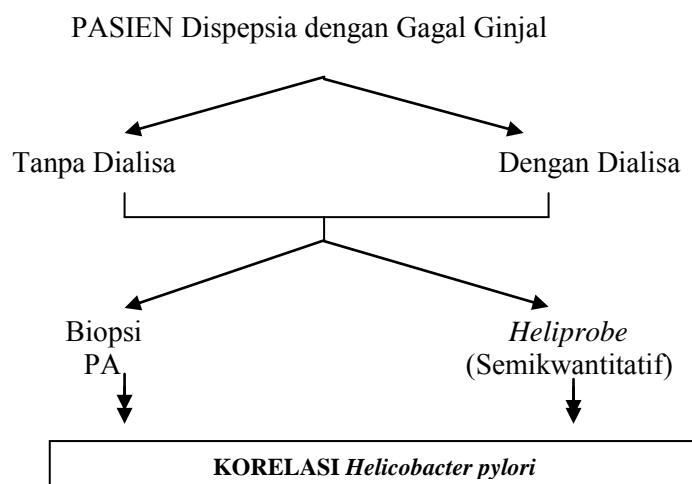 PASIEN Dispepsia dengan Gagal Ginjal
Tanpa Dialisa
Dengan Dialisa
Biopsi
PA
Heliprobe
(Semikwantitatif)
KORELASI Helicobacter pylori